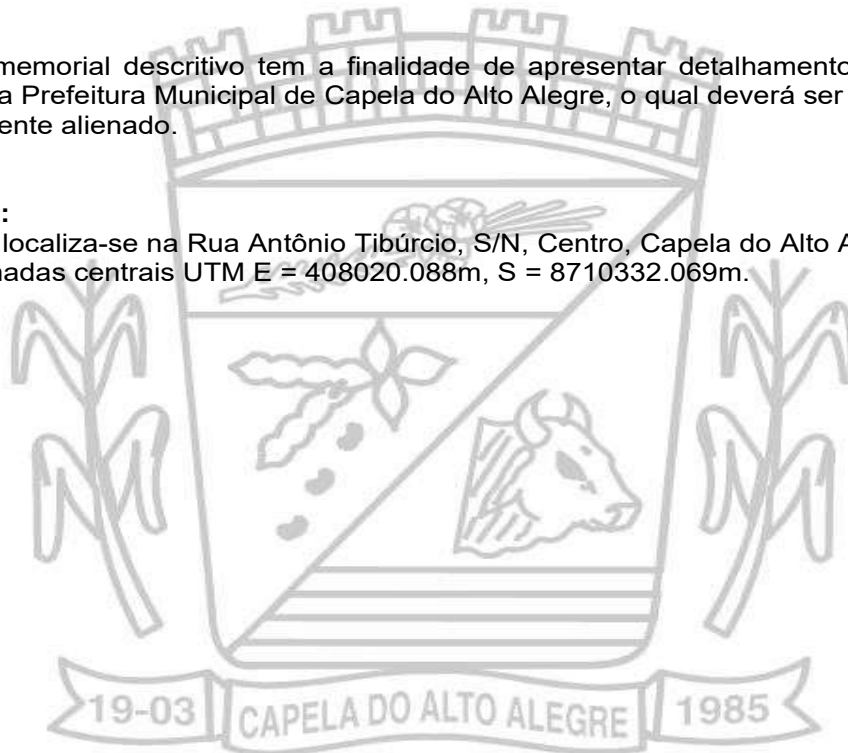 memorial descritivo tem a finalidade de apresentar detalhamento
a Prefeitura Municipal de Capela do Alto Alegre, o qual deverá ser
ente alienado.
:
localiza-se na Rua Antônio Tibúrcio, S/N, Centro, Capela do Alto A
nadas centrais UTM E = 408020.088m, S = 8710332.069m.
19-03 CAPELA DO ALTO ALEGRE 1985